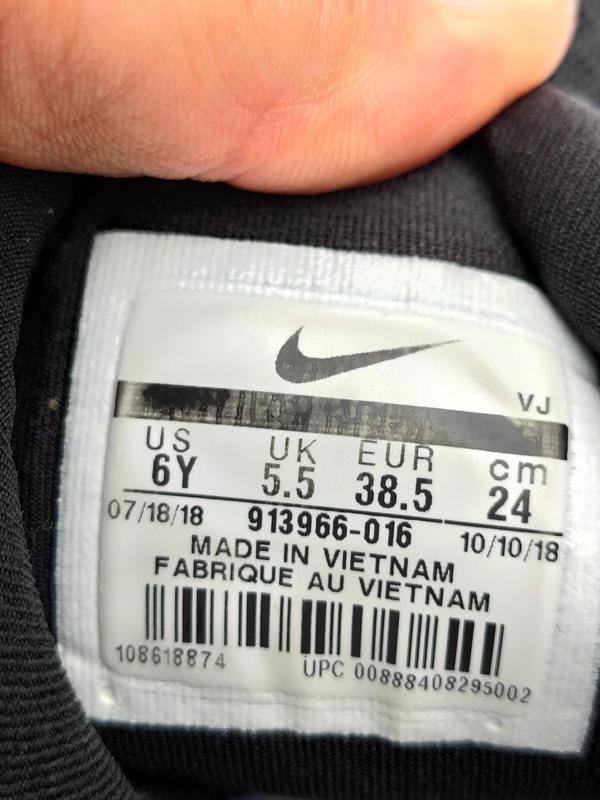 VJ
US UK EUR cm
6Y 5.5 38.5 24
07/18/18 913966-016 10/10/18
MADE IN VIETNAM
FABRIQUE AU VIETNAM
108618874 UPC 00888408295002